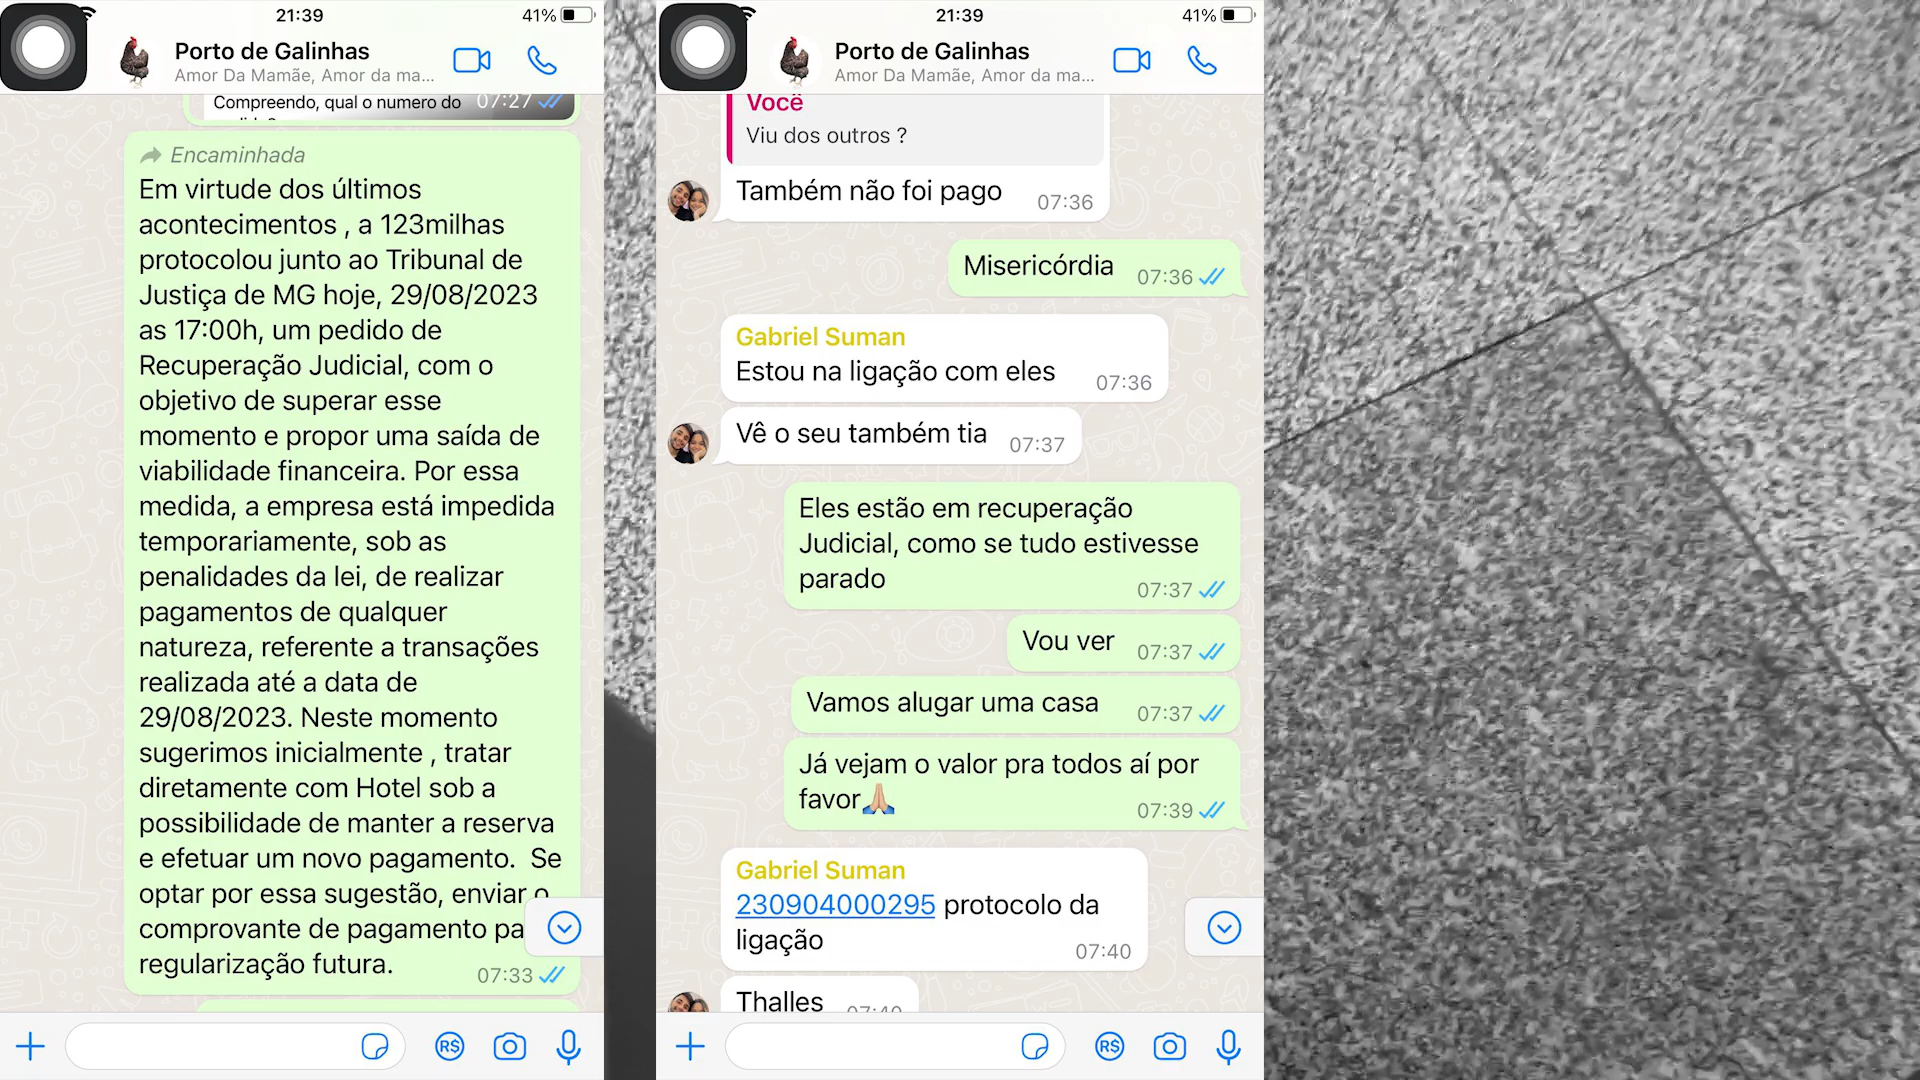 21:39
41%
Porto de Galinhas
Amor Da Mamãe, Amor da ma...
Compreendo, qual o numero do
07:27
Encaminhada
Em virtude dos últimos
acontecimentos , a 123milhas
protocolou junto ao Tribunal de
Justiça de MG hoje, 29/08/2023
as 17:00h, um pedido de
Recuperação Judicial, com o
objetivo de superar esse
momento e propor uma saída de
viabilidade financeira. Por essa
medida, a empresa está impedida
temporariamente, sob as
penalidades da lei, de realizar
pagamentos de qualquer
natureza, referente a transações
realizada até a data de
29/08/2023. Neste momento
sugerimos inicialmente , tratar
diretamente com Hotel sob a
possibilidade de manter a reserva
e efetuar um novo pagamento.  Se
optar por essa sugestão, enviar o
comprovante de pagamento pa
regularização futura.
07:33
R$
21:39
41%
Porto de Galinhas
Amor Da Mamãe, Amor da ma...
Você
Viu dos outros ?
Também não foi pago 07:36
Misericórdia 07:36
Gabriel Suman
Estou na ligação com eles 07:36
Vê o seu também tia 07:37
Eles estão em recuperação
Judicial, como se tudo estivesse
parado 07:37
Vou ver 07:37
Vamos alugar uma casa 07:37
Já vejam o valor pra todos aí por
favor🙏🏼 07:39
Gabriel Suman
230904000295 protocolo da
ligação 07:40
Thalles 07:40
R$